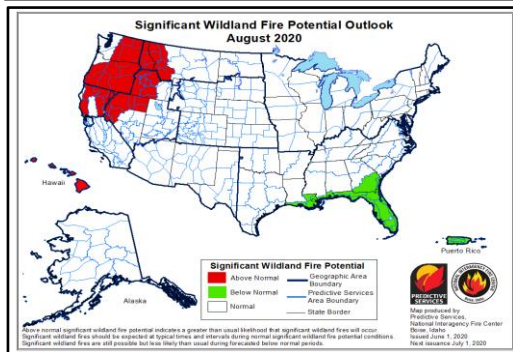 Significant Wildland Fire Potential Outlook
August 2020
Hawaii
Alaska
Puerto Rico
Significant Wildland Fire Potential
Above Normal
Below Normal
Normal
Geographic Area
Boundary
Predictive Services
Area Boundary
State Border
PREDICTIVE
SERVICES
Map produced by
Predictive Services,
National Interagency Fire Center
Boise, Idaho
Issued June 1, 2020
Next issuance July 1, 2020
Above normal significant wildland fire potential indicates a greater than usual likelihood that significant wildland fires will occur.
Significant wildland fires should be expected at typical times and intervals during normal significant wildland fire potential conditions.
Significant wildland fires are still possible but less likely than usual during forecasted below normal periods.